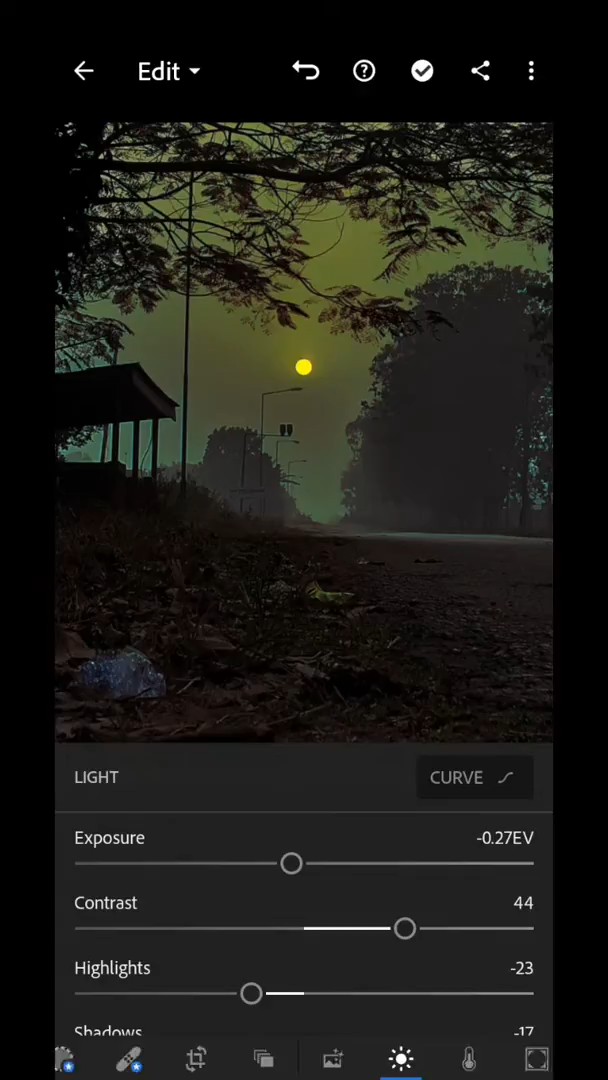 Edit
LIGHT
CURVE
Exposure
-0.27EV
Contrast
44
Highlights
-23
Shadows
-17